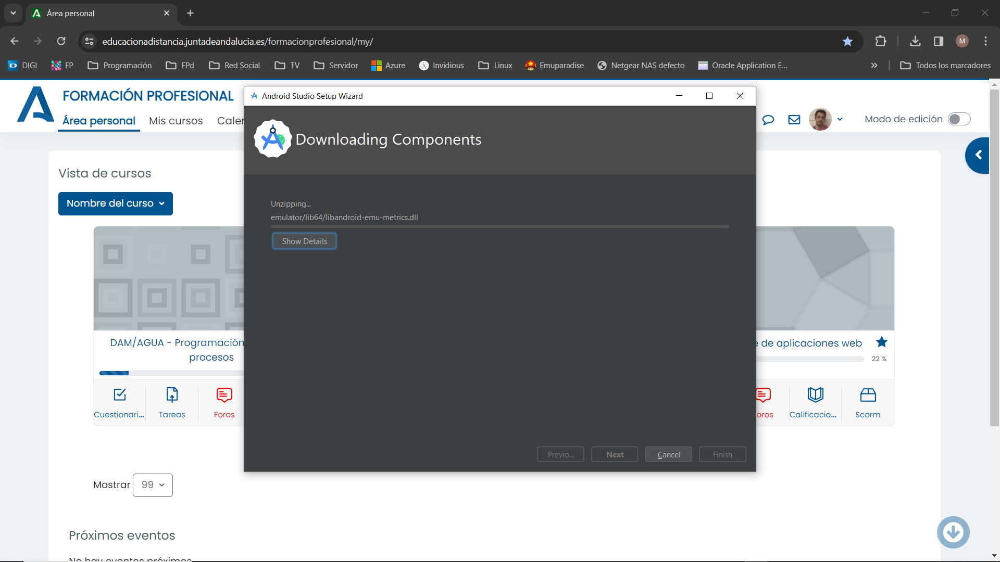 Área personal
educacionadistancia.juntadeandalucia.es/formacionprofesional/my/
M
DIGI FP Programación FPd Red Social TV Servidor Azure Invidious Linux Emuparadise Netgear NAS defecto Oracle Application E... Todos los marcadores
FORMACIÓN PROFESIONAL
Área personal Mis cursos Caler
Modo de edición
Android Studio Setup Wizard
Downloading Components
Unzipping...
emulator/lib64/libandroid-emu-metrics.dll
Show Details
Previo... Next Cancel Finish
Vista de cursos
Nombre del curso
DAM/AGUA - Programación
procesos
Cuestionari... Tareas Foros
de aplicaciones web
22 %
oros Calificacio... Scorm
Mostrar 99
Próximos eventos
No hay eventos próximos